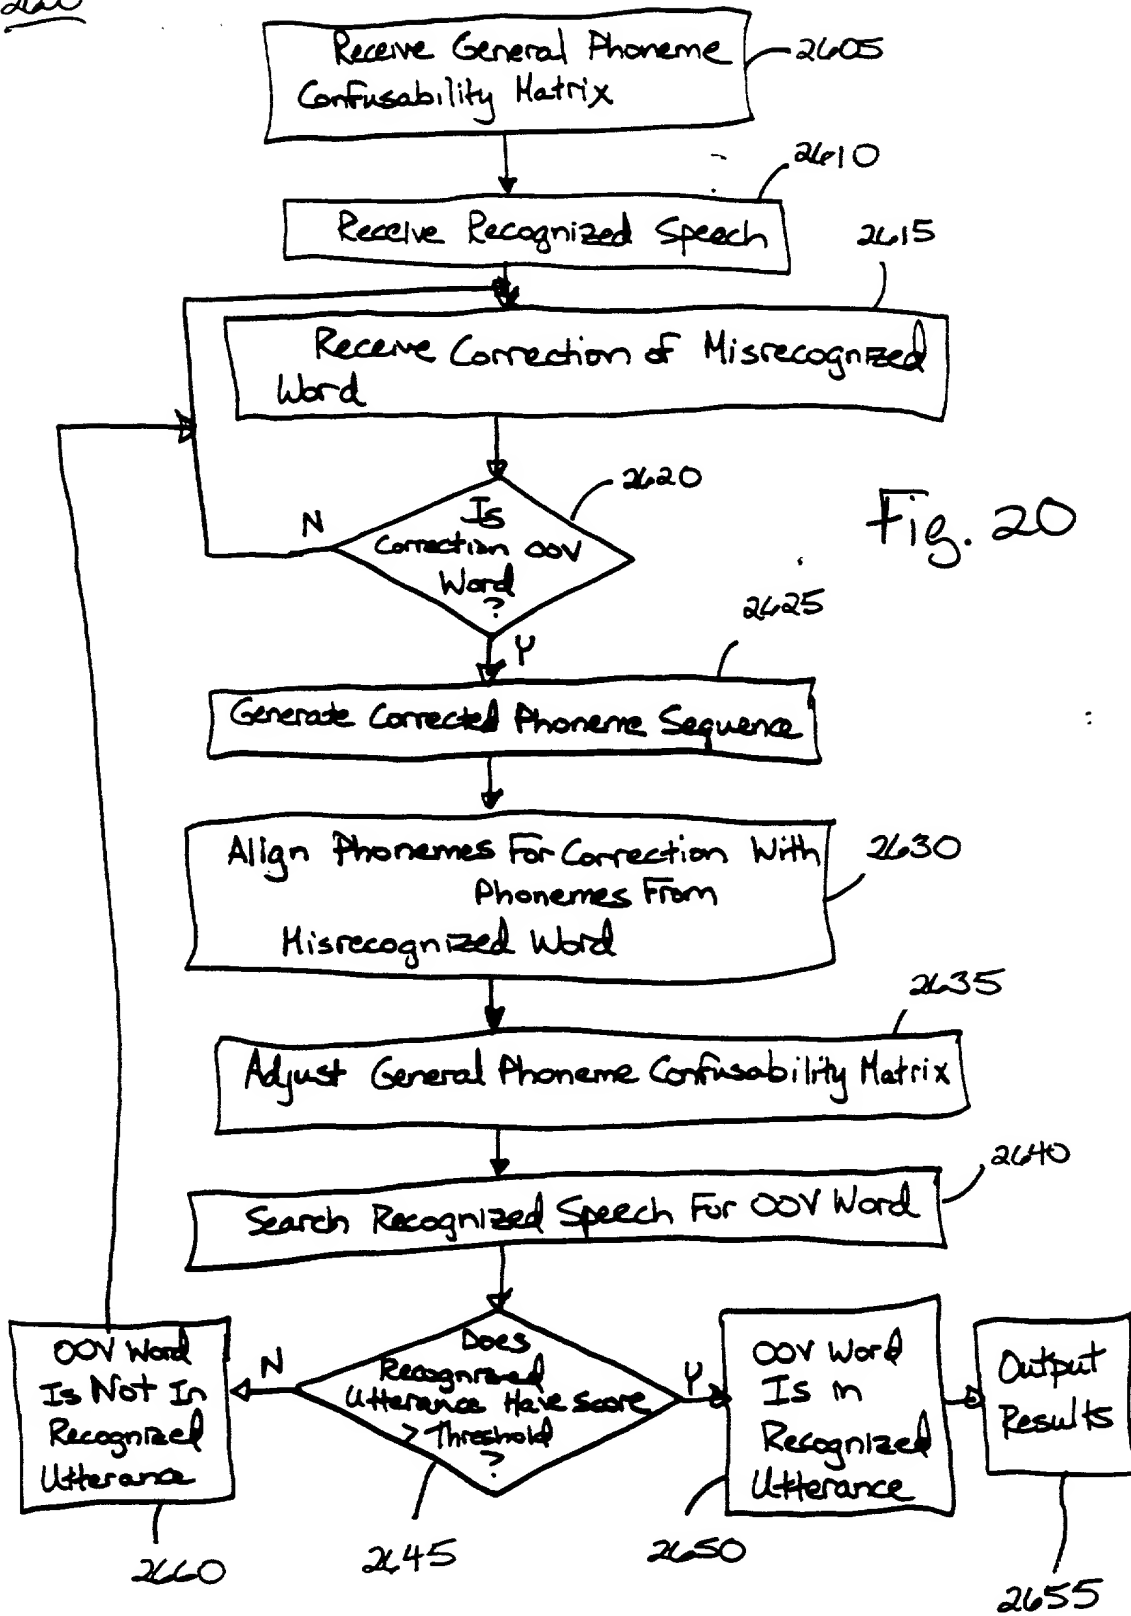 Receive General Phoneme
Confusability Matrix
2605
2610
Receive Recognized Speech
2615
Receive Correction of Misrecognized
Word
2620
Is
Correction OOV
Word
?
N
Y
Fig. 20
2625
Generate Corrected Phoneme Sequence
Align Phonemes For Correction With
Phonemes From
Misrecognized Word
2630
2635
Adjust General Phoneme Confusability Matrix
2640
Search Recognized Speech For OOV Word
Does
Recognized
Utterance Have Score
> Threshold
?
N
Y
OOV Word
Is Not In
Recognized
Utterance
OOV Word
Is in
Recognized
Utterance
Output
Results
2660
2645
2650
2655